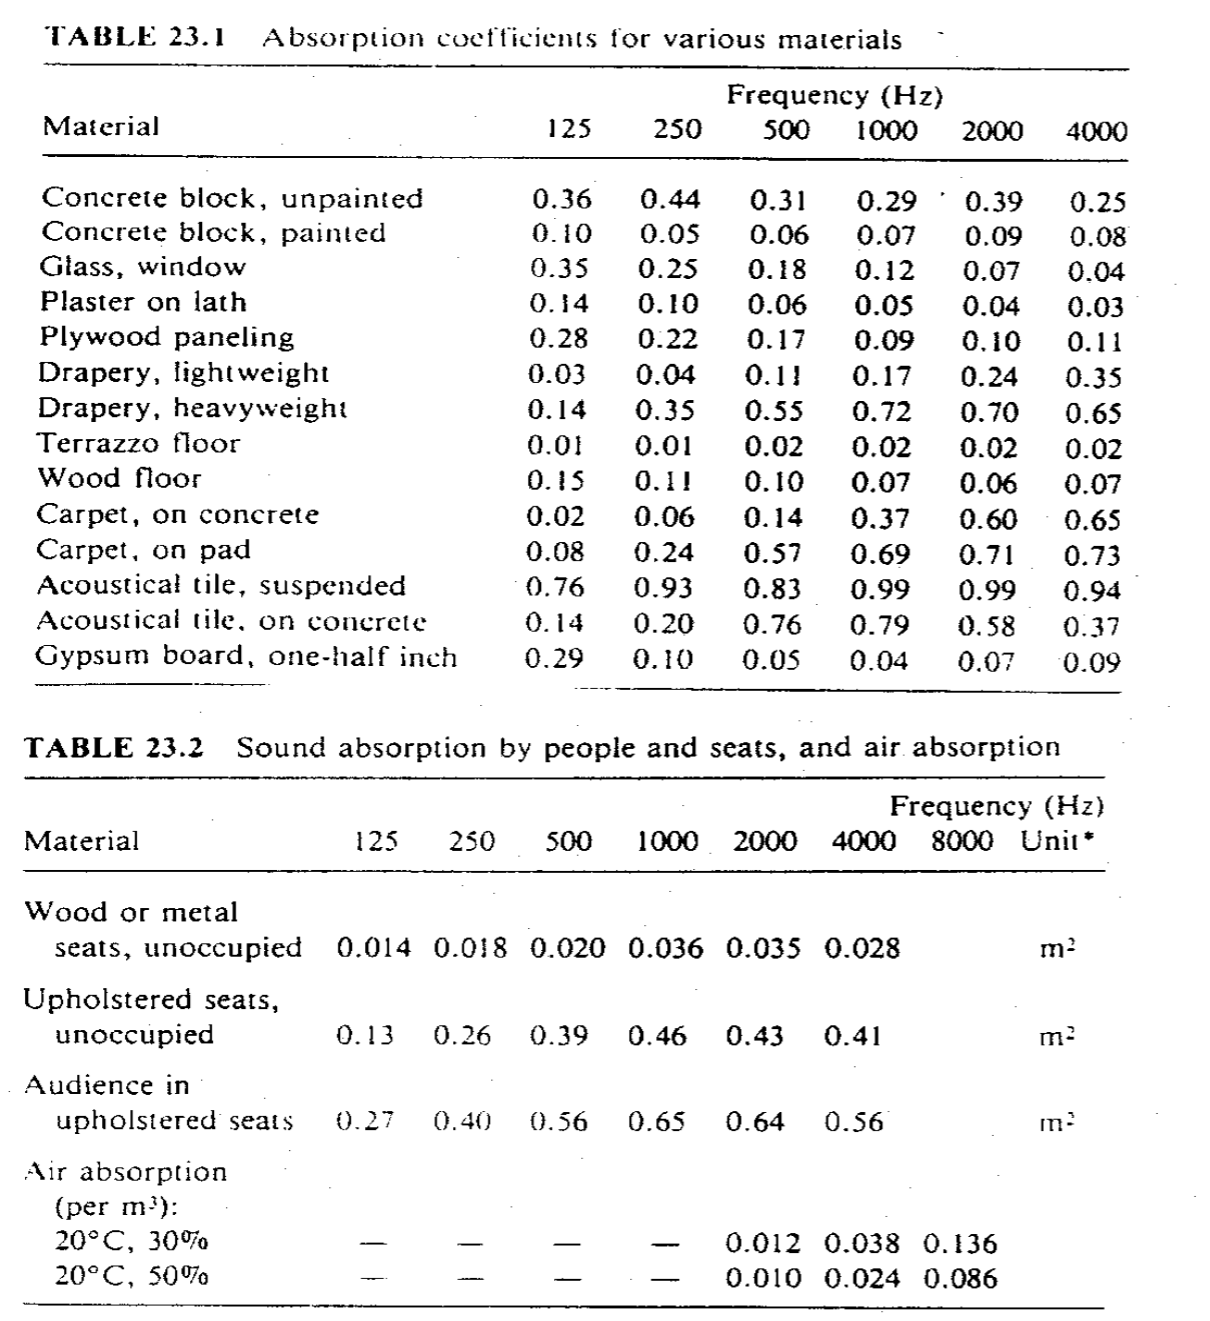 TABLE 23.1 Absorption coefficients for various materials
Frequency (Hz)
Material 125 250 500 1000 2000 4000
Concrete block, unpainted 0.36 0.44 0.31 0.29 0.39 0.25
Concrete block, painted 0.10 0.05 0.06 0.07 0.09 0.08
Glass, window 0.35 0.25 0.18 0.12 0.07 0.04
Plaster on lath 0.14 0.10 0.06 0.05 0.04 0.03
Plywood paneling 0.28 0.22 0.17 0.09 0.10 0.11
Drapery, lightweight 0.03 0.04 0.11 0.17 0.24 0.35
Drapery, heavyweight 0.14 0.35 0.55 0.72 0.70 0.65
Terrazzo floor 0.01 0.01 0.02 0.02 0.02 0.02
Wood floor 0.15 0.11 0.10 0.07 0.06 0.07
Carpet, on concrete 0.02 0.06 0.14 0.37 0.60 0.65
Carpet, on pad 0.08 0.24 0.57 0.69 0.71 0.73
Acoustical tile, suspended 0.76 0.93 0.83 0.99 0.99 0.94
Acoustical tile, on concrete 0.14 0.20 0.76 0.79 0.58 0.37
Gypsum board, one-half inch 0.29 0.10 0.05 0.04 0.07 0.09
TABLE 23.2 Sound absorption by people and seats, and air absorption
Frequency (Hz)
Material 125 250 500 1000 2000 4000 8000 Unit*
Wood or metal
seats, unoccupied 0.014 0.018 0.020 0.036 0.035 0.028 m²
Upholstered seats,
unoccupied 0.13 0.26 0.39 0.46 0.43 0.41 m²
Audience in
upholstered seats 0.27 0.40 0.56 0.65 0.64 0.56 m²
Air absorption
(per m³):
20°C, 30% — — — — 0.012 0.038 0.136
20°C, 50% — — — — 0.010 0.024 0.086